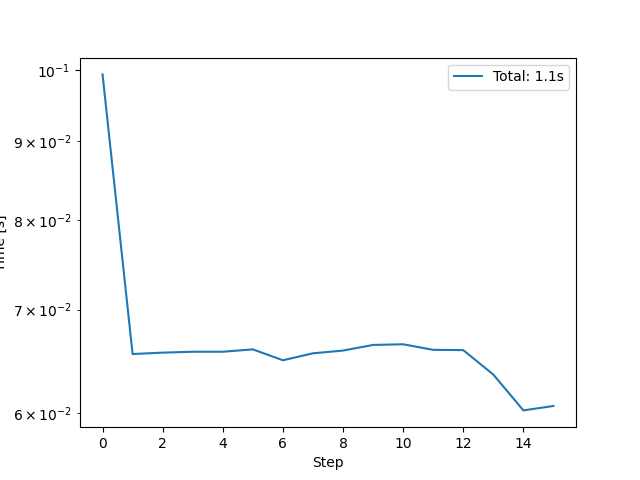 Total: 1.1s
10⁻¹
9 × 10⁻²
8 × 10⁻²
7 × 10⁻²
6 × 10⁻²
[s]
0 2 4 6 8 10 12 14
Step